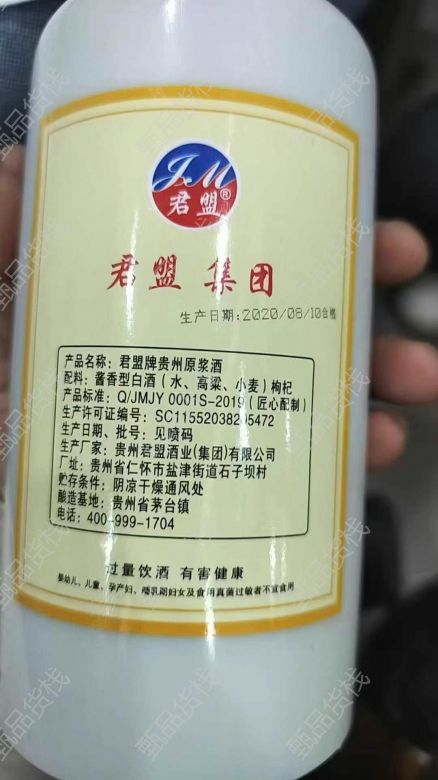 JM
君盟®
君盟 集团
生产日期:2020/08/10合格
产品名称：君盟牌贵州原浆酒
配料：酱香型白酒（水、高粱、小麦）枸杞
产品标准：Q/JMJY 0001S-2019（匠心配制）
生产许可证编号：SC11552038205472
生产日期、批号：见喷码
生产厂家：贵州君盟酒业(集团)有限公司
厂址：贵州省仁怀市盐津街道石子坝村
贮存条件：阴凉干燥通风处
酿造基地：贵州省茅台镇
电话：400-999-1704
过量饮酒 有害健康
婴幼儿、儿童、孕产妇、哺乳期妇女及食用真菌过敏者不宜食用
甄品货栈